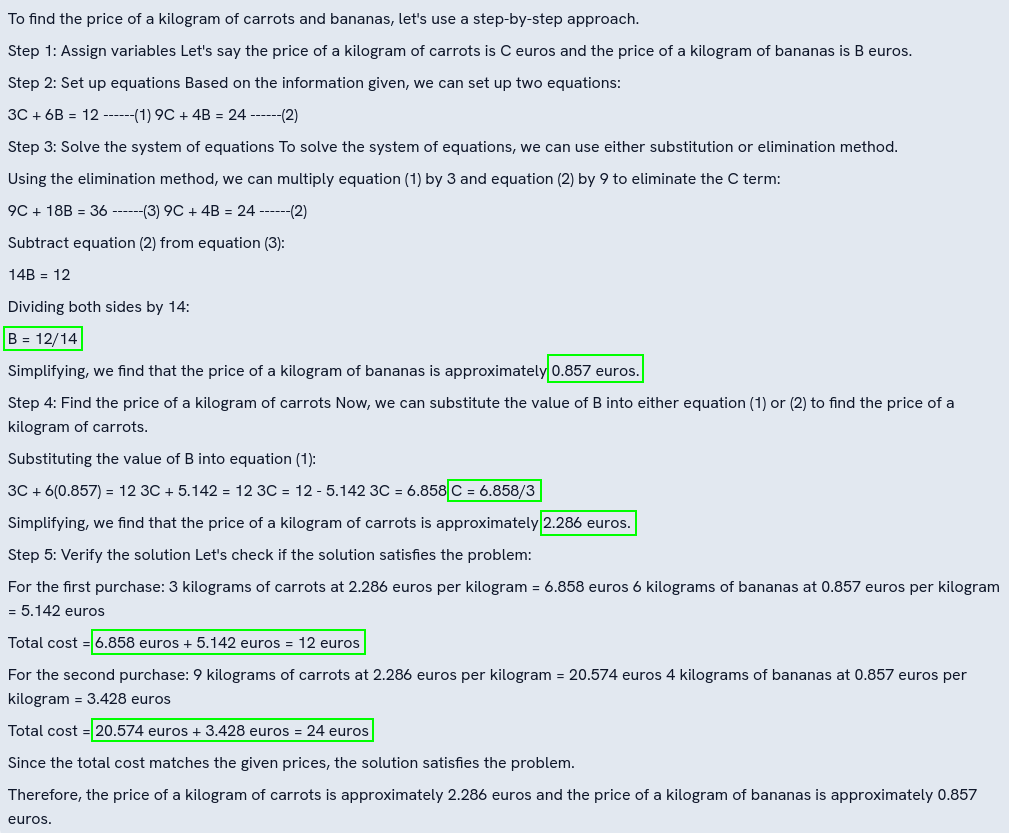 To find the price of a kilogram of carrots and bananas, let's use a step-by-step approach.
Step 1: Assign variables Let's say the price of a kilogram of carrots is C euros and the price of a kilogram of bananas is B euros.
Step 2: Set up equations Based on the information given, we can set up two equations:
3C + 6B = 12 ------(1) 9C + 4B = 24 ------(2)
Step 3: Solve the system of equations To solve the system of equations, we can use either substitution or elimination method.
Using the elimination method, we can multiply equation (1) by 3 and equation (2) by 9 to eliminate the C term:
9C + 18B = 36 ------(3) 9C + 4B = 24 ------(2)
Subtract equation (2) from equation (3):
14B = 12
Dividing both sides by 14:
B = 12/14
Simplifying, we find that the price of a kilogram of bananas is approximately 0.857 euros.
Step 4: Find the price of a kilogram of carrots Now, we can substitute the value of B into either equation (1) or (2) to find the price of a
kilogram of carrots.
Substituting the value of B into equation (1):
3C + 6(0.857) = 12 3C + 5.142 = 12 3C = 12 - 5.142 3C = 6.858 C = 6.858/3
Simplifying, we find that the price of a kilogram of carrots is approximately 2.286 euros.
Step 5: Verify the solution Let's check if the solution satisfies the problem:
For the first purchase: 3 kilograms of carrots at 2.286 euros per kilogram = 6.858 euros 6 kilograms of bananas at 0.857 euros per kilogram
= 5.142 euros
Total cost = 6.858 euros + 5.142 euros = 12 euros
For the second purchase: 9 kilograms of carrots at 2.286 euros per kilogram = 20.574 euros 4 kilograms of bananas at 0.857 euros per
kilogram = 3.428 euros
Total cost = 20.574 euros + 3.428 euros = 24 euros
Since the total cost matches the given prices, the solution satisfies the problem.
Therefore, the price of a kilogram of carrots is approximately 2.286 euros and the price of a kilogram of bananas is approximately 0.857
euros.